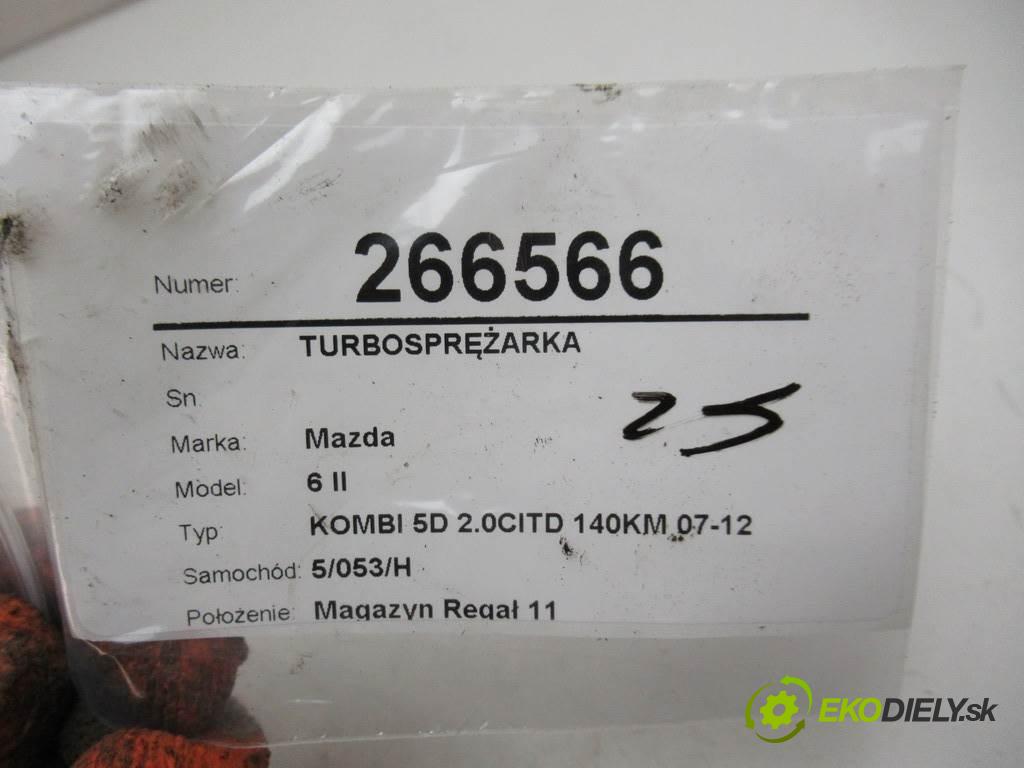 Numer: 266566
Nazwa: TURBOSPRĘŻARKA
Sn
25
Marka: Mazda
Model: 6 II
Typ KOMBI 5D 2.0CITD 140KM 07-12
Samochód: 5/053/H
Położenie: Magazyn Regał 11
EKODIELY.sk